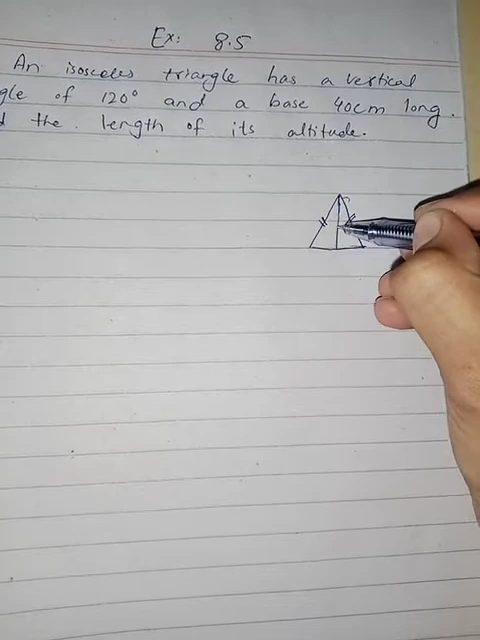 Ex: 8.5
An isosceles triangle has a vertical
gle of 120° and a base 40cm long.
d the. length of its altitude.